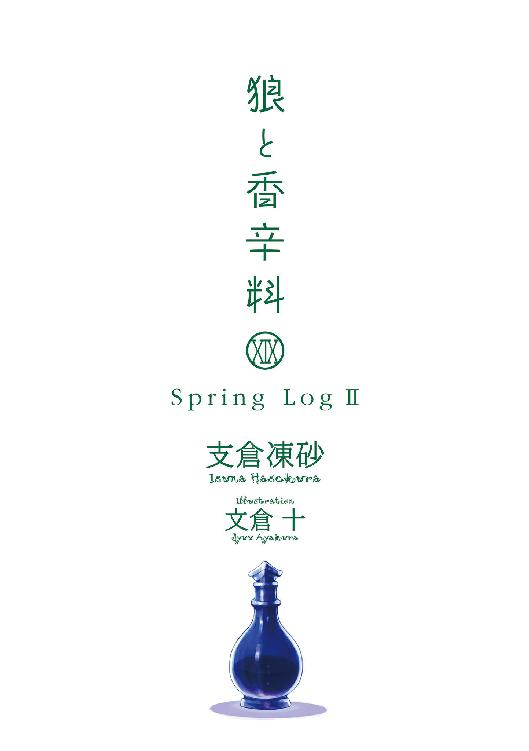 狼と香辛料
XIX
Spring Log II
支倉凍砂
Isuna Hasekura
Illustration
文倉 十
Jyuu Ayakura